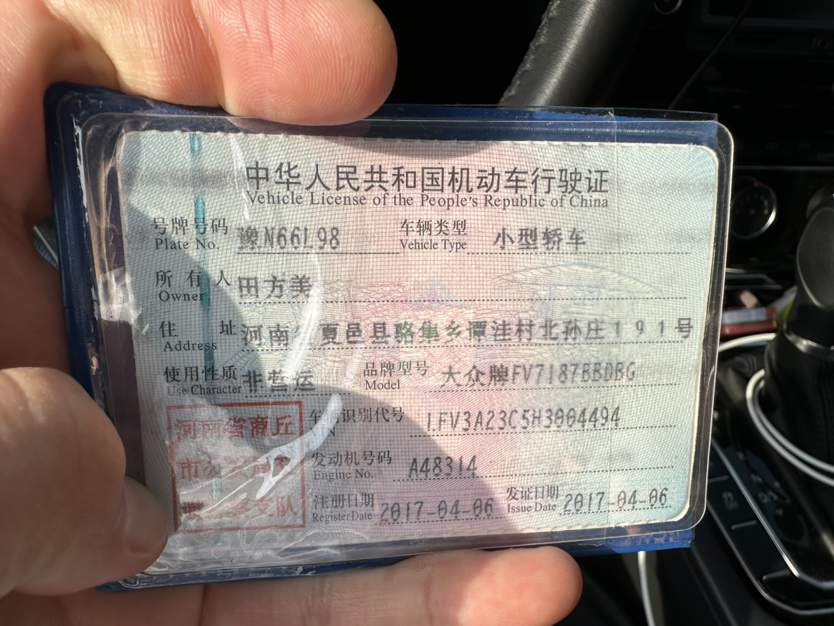 中华人民共和国机动车行驶证
Vehicle License of the People's Republic of China
号牌号码 豫N66L98 车辆类型 小型轿车
Plate No. Vehicle Type
所有人 田方美
Owner
住址 河南省夏邑县骆集乡谭洼村北孙庄191号
Address
使用性质 非营运 品牌型号 大众牌FV7187BBDBG
Use Character Model
河南省商丘
车辆识别代号 LFV3A23C5H3004494
VIN
发动机号码 A48314
Engine No.
支队
注册日期 2017-04-06 发证日期 2017-04-06
Register Date Issue Date